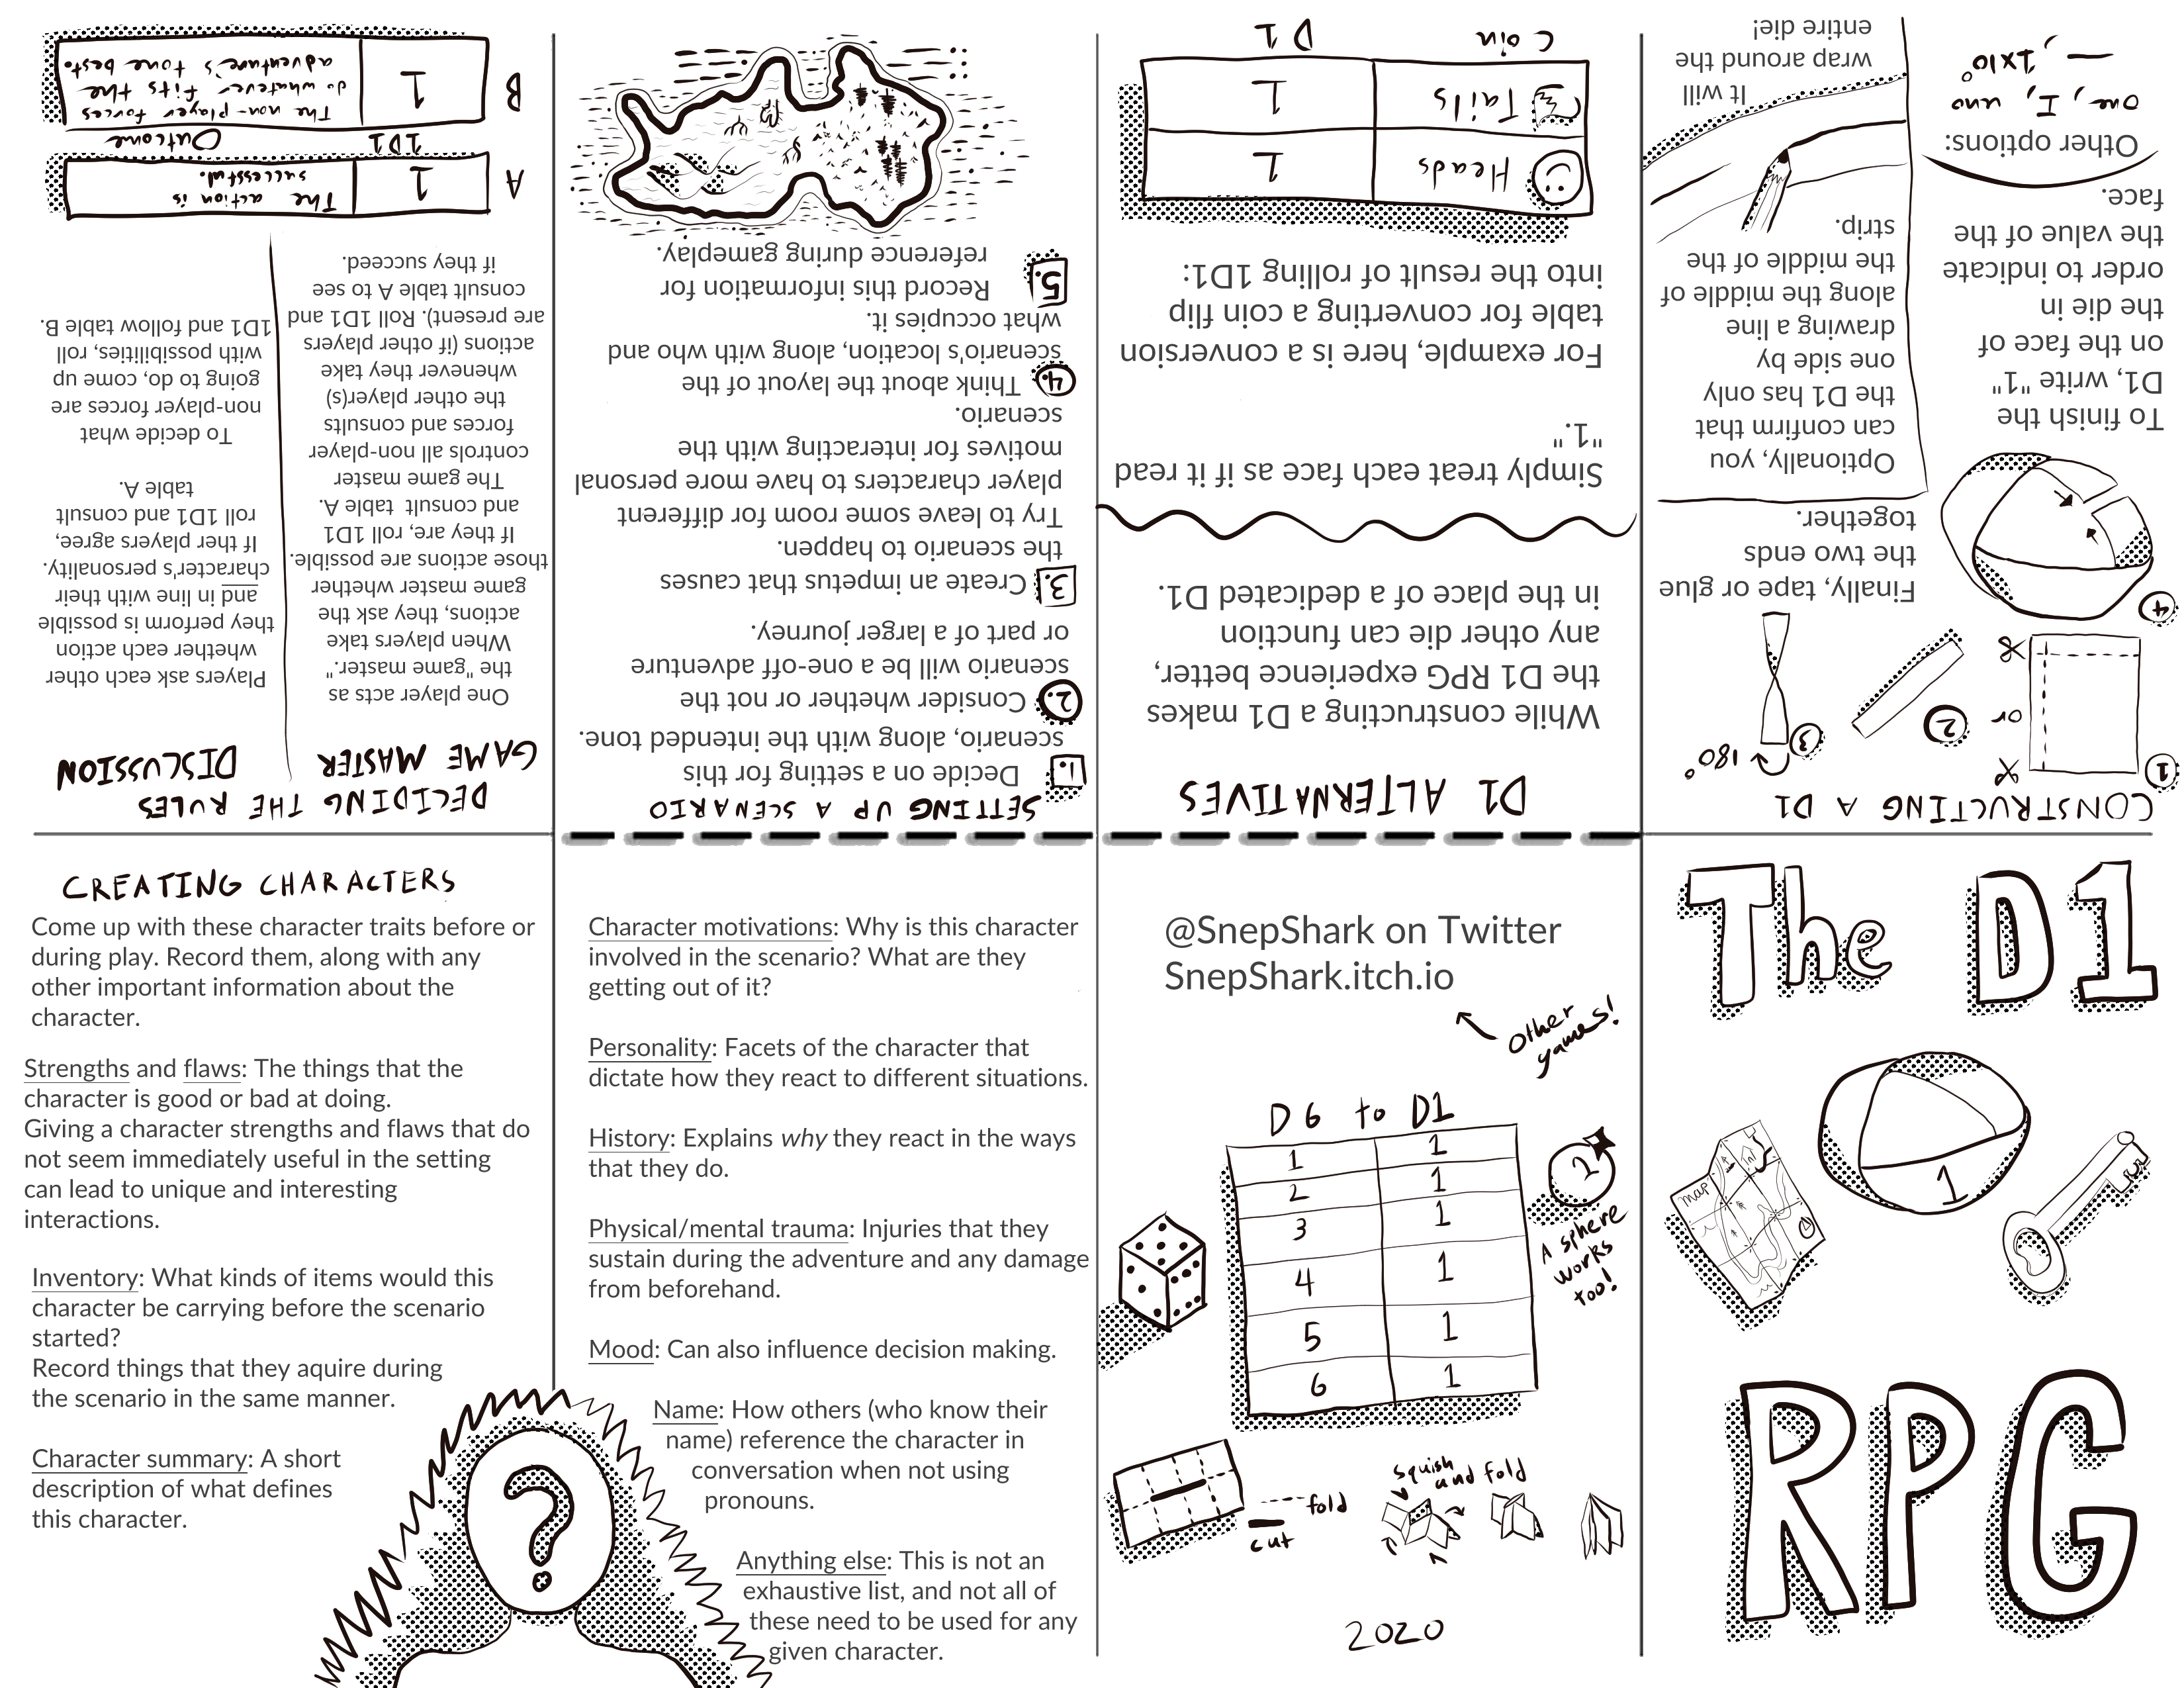 The D1
1
map
RPG
CONSTRUCTING A D1
1
or
2
3
180°
4
Finally, tape or glue
the two ends
together.
Optionally, you
can confirm that
the D1 has only
one side by
drawing a line
along the middle of
the middle of the
strip.
It will
wrap around the
entire die!
To finish the
D1, write "1"
on the face of
the die in
order to indicate
the value of the
face.
Other options:
One, I, uno
一, 1x10⁰
D1 ALTERNATIVES
While constructing a D1 makes
the D1 RPG experience better,
any other die can function
in the place of a dedicated D1.
Simply treat each face as if it read
"1."
For example, here is a conversion
table for converting a coin flip
into the result of rolling 1D1:
Heads 1
Tails 1
Coin D1
SETTING UP A SCENARIO
1. Decide on a setting for this
scenario, along with the intended tone.
2. Consider whether or not the
scenario will be a one-off adventure
or part of a larger journey.
3. Create an impetus that causes
the scenario to happen.
Try to leave some room for different
player characters to have more personal
motives for interacting with the
scenario.
4. Think about the layout of the
scenario's location, along with who and
what occupies it.
5. Record this information for
reference during gameplay.
DECIDING THE RULES
GAME MASTER
One player acts as
the "game master."
When players take
actions, they ask the
game master whether
those actions are possible.
If they are, roll 1D1
and consult table A.
The game master
controls all non-player
forces and consults
the other player(s)
whenever they take
actions (if other players
are present). Roll 1D1 and
consult table A to see
if they succeed.
DISCUSSION
Players ask each other
whether each action
they perform is possible
and in line with their
character's personality.
If ther players agree,
roll 1D1 and consult
table A.
To decide what
non-player forces are
going to do, come up
with possibilities, roll
1D1 and follow table B.
A
1 The action is
successful.
1D1 Outcome
B
1 The non-player forces
do whatever fits the
adventure's tone best.
CREATING CHARACTERS
Come up with these character traits before or
during play. Record them, along with any
other important information about the
character.
Strengths and flaws: The things that the
character is good or bad at doing.
Giving a character strengths and flaws that do
not seem immediately useful in the setting
can lead to unique and interesting
interactions.
Inventory: What kinds of items would this
character be carrying before the scenario
started?
Record things that they aquire during
the scenario in the same manner.
Character summary: A short
description of what defines
this character.
?
Character motivations: Why is this character
involved in the scenario? What are they
getting out of it?
Personality: Facets of the character that
dictate how they react to different situations.
History: Explains why they react in the ways
that they do.
Physical/mental trauma: Injuries that they
sustain during the adventure and any damage
from beforehand.
Mood: Can also influence decision making.
Name: How others (who know their
name) reference the character in
conversation when not using
pronouns.
Anything else: This is not an
exhaustive list, and not all of
these need to be used for any
given character.
@SnepShark on Twitter
SnepShark.itch.io
Other
games!
D6 to D1
1 1
2 1
3 1
4 1
5 1
6 1
1
A sphere
works
too!
fold
cut
squish
and fold
2020